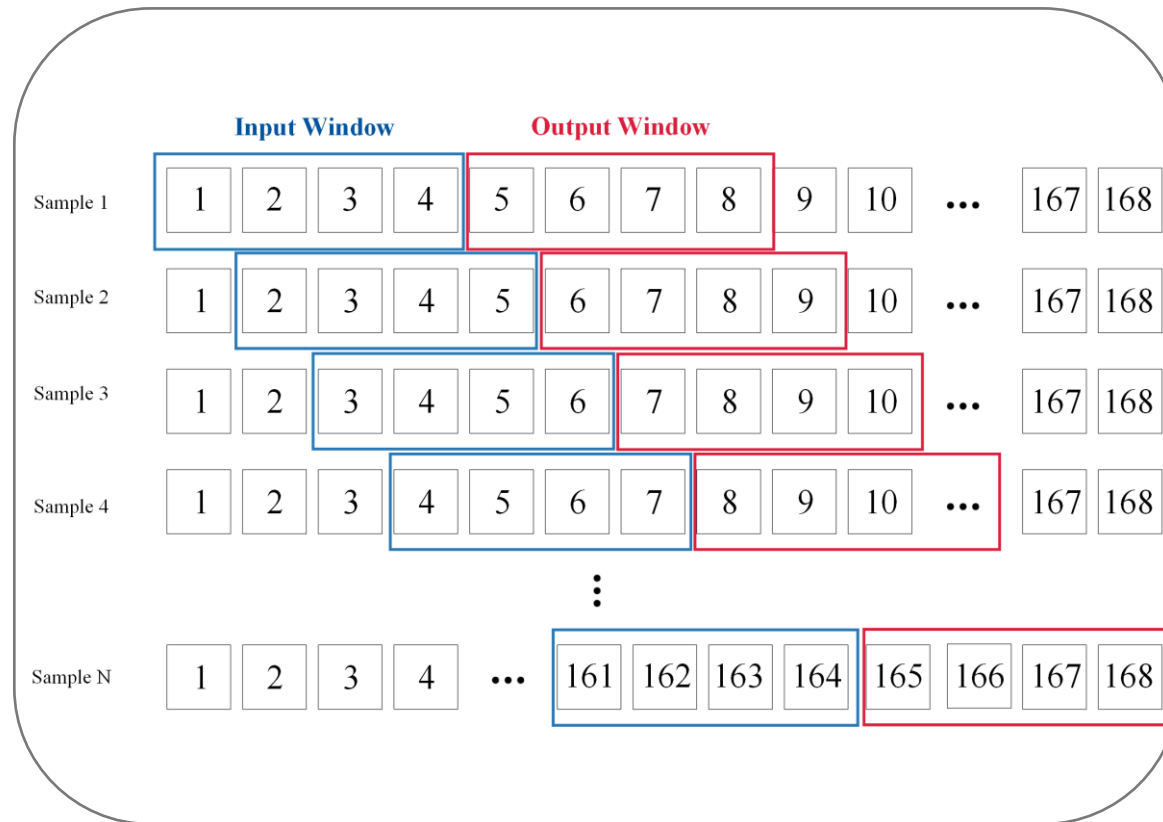 Input Window Output Window
Sample 1 1 2 3 4 5 6 7 8 9 10 ... 167 168
Sample 2 1 2 3 4 5 6 7 8 9 10 ... 167 168
Sample 3 1 2 3 4 5 6 7 8 9 10 ... 167 168
Sample 4 1 2 3 4 5 6 7 8 9 10 ... 167 168
⋮
Sample N 1 2 3 4 ... 161 162 163 164 165 166 167 168